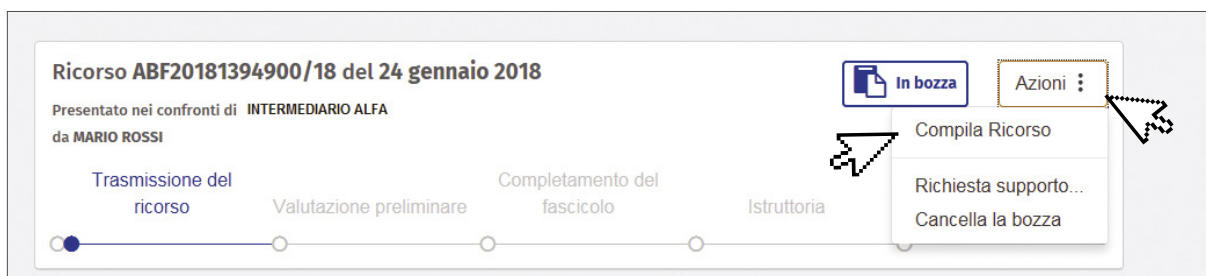 Ricorso ABF20181394900/18 del 24 gennaio 2018
In bozza
Azioni
Presentato nei confronti di INTERMEDIARIO ALFA
da MARIO ROSSI
Compila Ricorso
Richiesta supporto...
Cancella la bozza
Trasmissione del
ricorso
Valutazione preliminare
Completamento del
fascicolo
Istruttoria